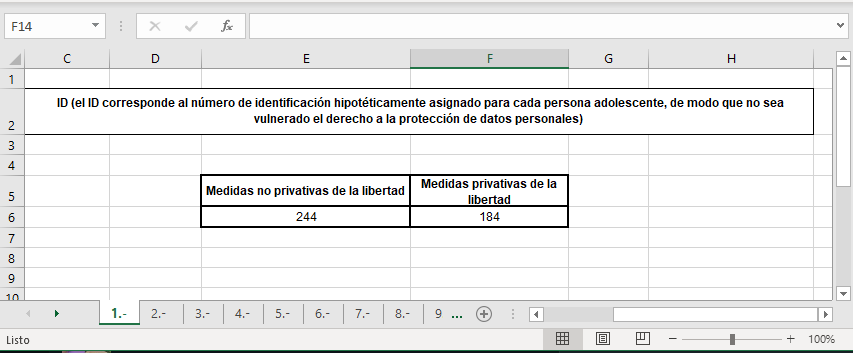 F14
fx
C D E F G H
1
2 ID (el ID corresponde al número de identificación hipotéticamente asignado para cada persona adolescente, de modo que no sea
vulnerado el derecho a la protección de datos personales)
3
4
5 Medidas no privativas de la libertad Medidas privativas de la
libertad
6 244 184
7
8
9
10
1.- 2.- 3.- 4.- 5.- 6.- 7.- 8.- 9 ...
Listo 100%